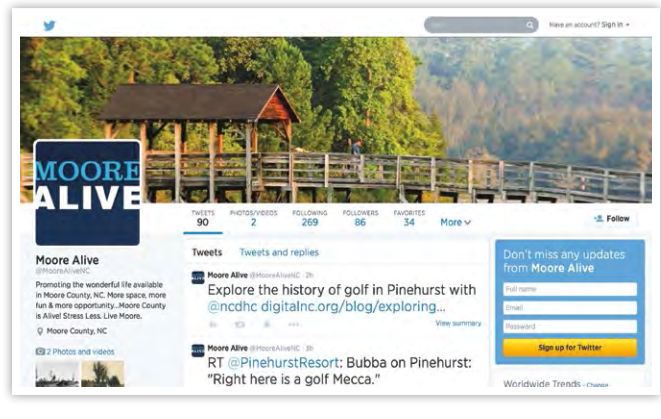 Have an account? Sign in
MOORE
ALIVE
TWEETS
90
PHOTOS/VIDEOS
2
FOLLOWING
269
FOLLOWERS
86
FAVORITES
34
More
Follow
Moore Alive
@MooreAliveNC
Promoting the wonderful life available
in Moore County, NC. More space, more
fun & more opportunity...Moore County
is Alive! Stress Less. Live Moore.
Moore County, NC
2 Photos and videos
Tweets Tweets and replies
Moore Alive @MooreAliveNC · 2h
Explore the history of golf in Pinehurst with
@ncdhc digitalnc.org/blog/exploring...
View summary
Moore Alive @MooreAliveNC · 3h
RT @PinehurstResort: Bubba on Pinehurst:
"Right here is a golf Mecca."
Don't miss any updates
from Moore Alive
Full name
Email
Password
Sign up for Twitter
Worldwide Trends · Change